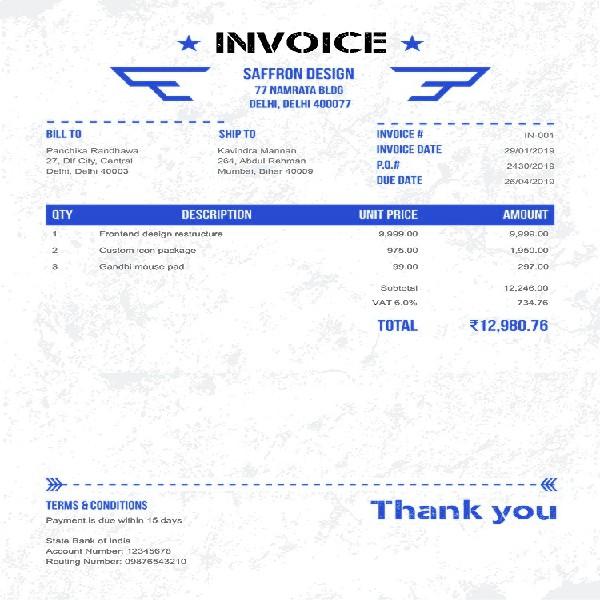 INVOICE
SAFFRON DESIGN
77 NAMRATA BLDG
DELHI, DELHI 400077
BILL TO
Panchika Randhawa
27, Dlf City, Central
Delhi, Delhi 40003
SHIP TO
Kavindra Mannan
264, Abdul Rehman
Mumbai, Bihar 40009
INVOICE # IN-001
INVOICE DATE 29/01/2019
P.O.# 2430/2019
DUE DATE 26/04/2019
QTY DESCRIPTION UNIT PRICE AMOUNT
1 Frontend design restructure 9,999.00 9,999.00
2 Custom icon package 975.00 1,950.00
3 Gandhi mouse pad 99.00 297.00
Subtotal 12,246.00
VAT 6.0% 734.76
TOTAL ₹12,980.76
TERMS & CONDITIONS
Payment is due within 15 days
State Bank of India
Account Number: 12345678
Routing Number: 09876543210
Thank you